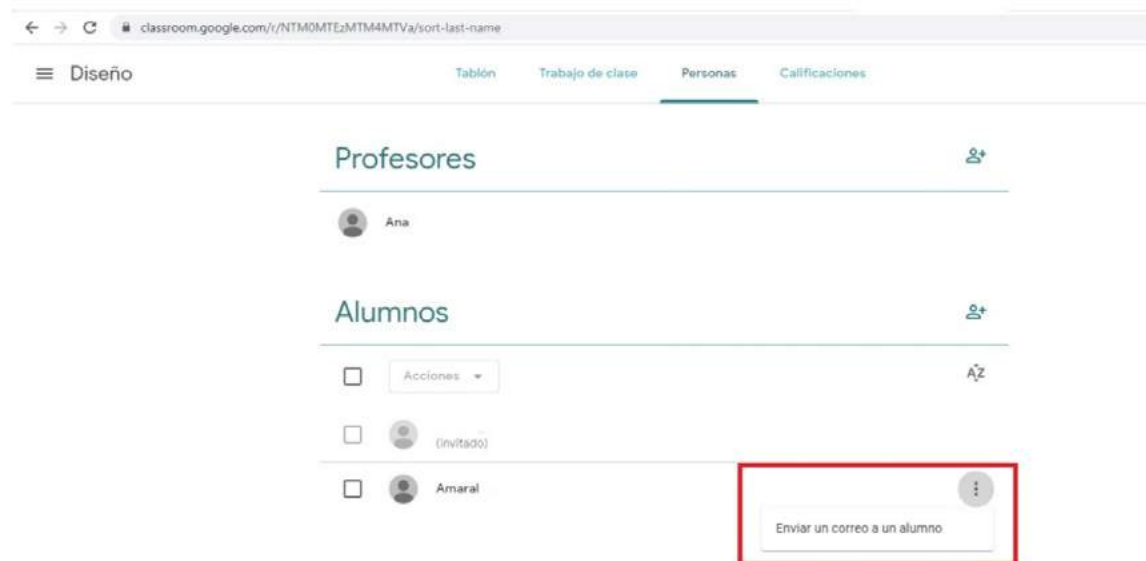 classroom.google.com/r/NTM0MTEzMTM4MTVa/sort-last-name
Diseño
Tablón Trabajo de clase Personas Calificaciones
Profesores
Ana
Alumnos
Acciones
AZ
(invitado)
Amaral
Enviar un correo a un alumno